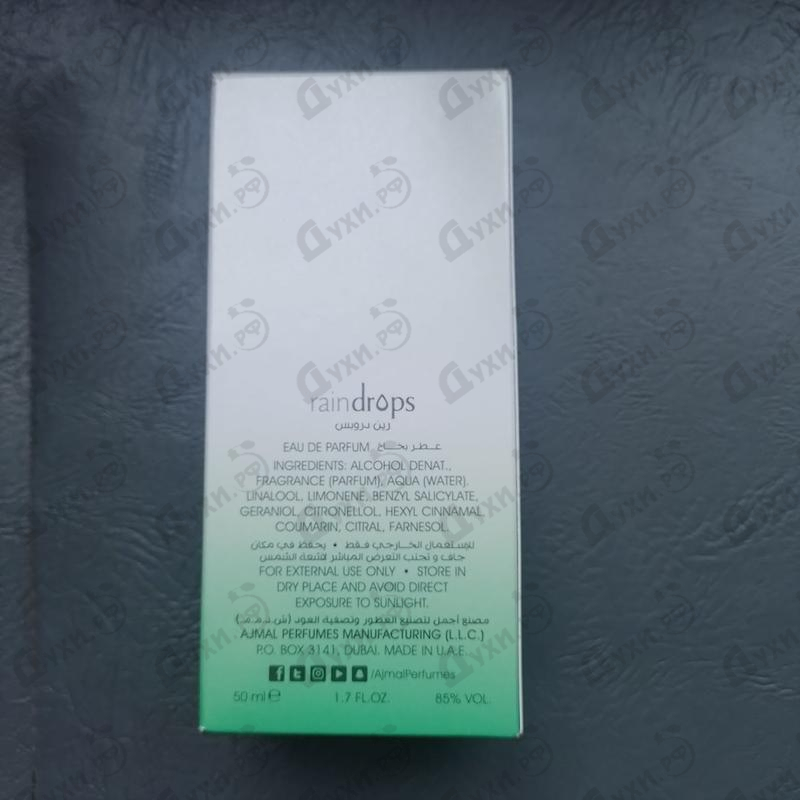 raindrops
رين دروبس
EAU DE PARFUM عـطـر بخـاخ
INGREDIENTS: ALCOHOL DENAT.,
FRAGRANCE (PARFUM), AQUA (WATER).
LINALOOL, LIMONENE, BENZYL SALICYLATE,
GERANIOL, CITRONELLOL, HEXYL CINNAMAL,
COUMARIN, CITRAL, FARNESOL.
للإستعمال الخارجي فقط • يحفظ في مكان
جاف و تجنب التعرض المباشر لأشعة الشمس
FOR EXTERNAL USE ONLY • STORE IN
DRY PLACE AND AVOID DIRECT
EXPOSURE TO SUNLIGHT.
مصنع أجمل لتصنيع العطور وتصفية العود (ش.ذ.م.م.)
AJMAL PERFUMES MANUFACTURING (L.L.C.)
P.O. BOX 3141, DUBAI. MADE IN U.A.E.
/AjmalPerfumes
50 ml ℮ 1.7 FL.OZ. 85% VOL.
духи.рф